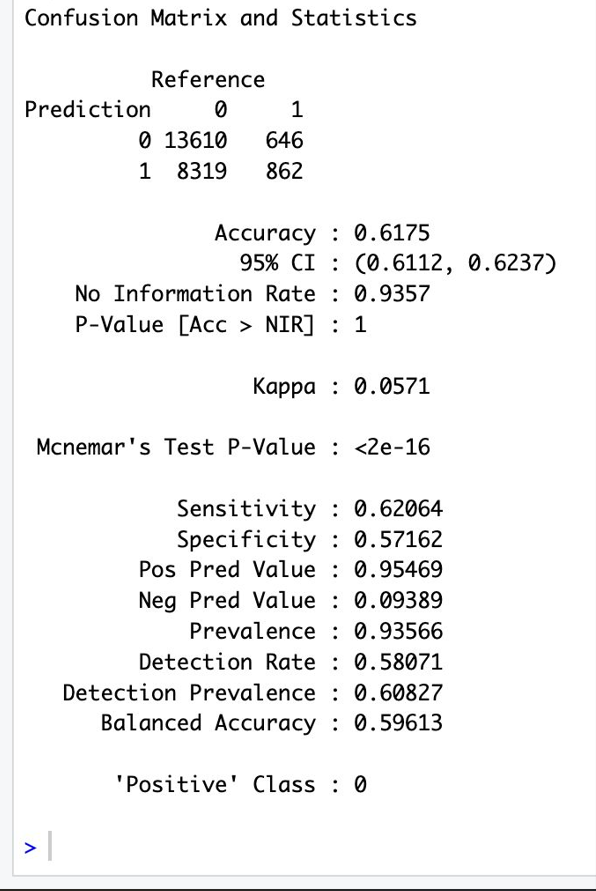 Confusion Matrix and Statistics
Reference
Prediction 0 1
0 13610 646
1 8319 862
Accuracy : 0.6175
95% CI : (0.6112, 0.6237)
No Information Rate : 0.9357
P-Value [Acc > NIR] : 1
Kappa : 0.0571
Mcnemar's Test P-Value : <2e-16
Sensitivity : 0.62064
Specificity : 0.57162
Pos Pred Value : 0.95469
Neg Pred Value : 0.09389
Prevalence : 0.93566
Detection Rate : 0.58071
Detection Prevalence : 0.60827
Balanced Accuracy : 0.59613
'Positive' Class : 0
>